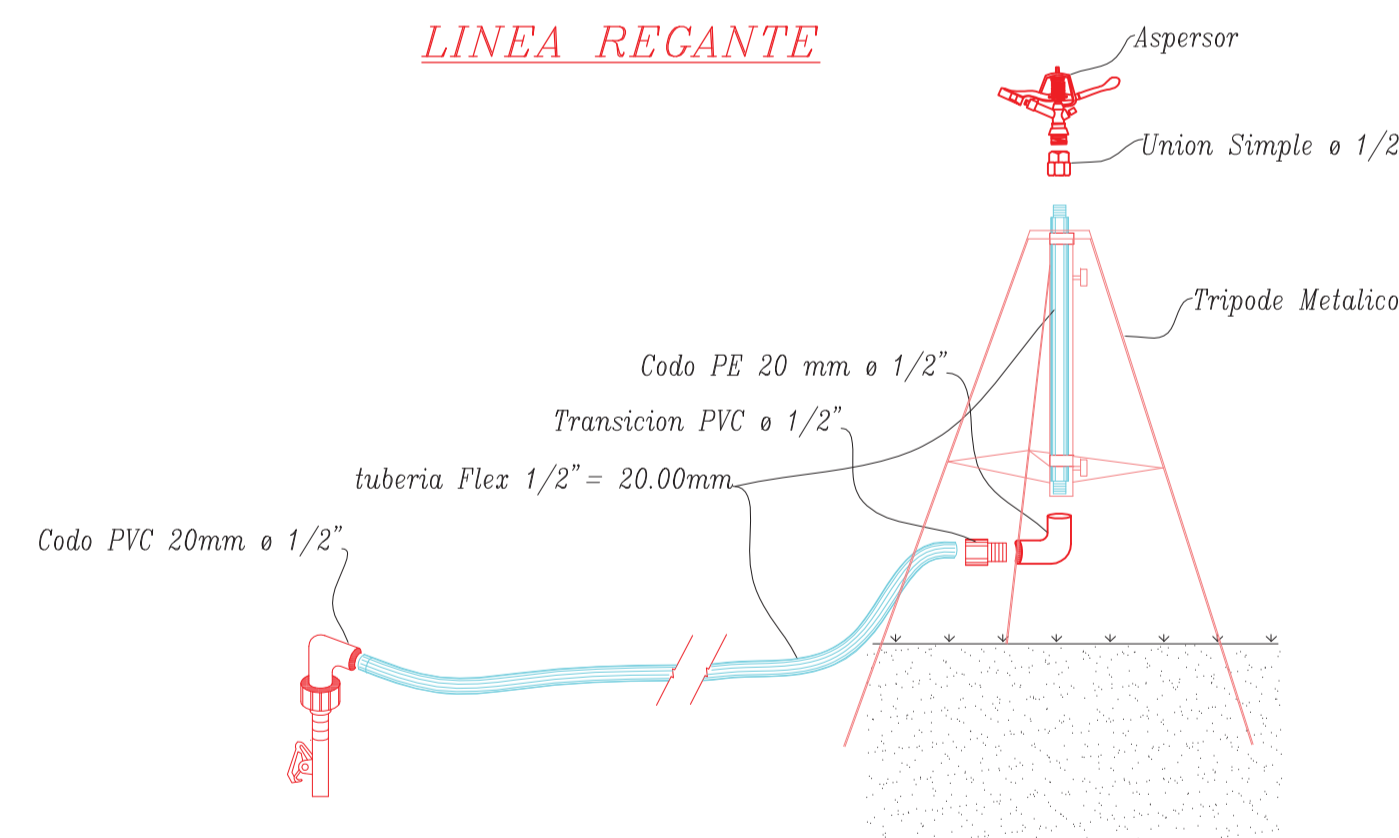 LINEA REGANTE
Aspersor
Union Simple ø 1/2
Tripode Metalico
Codo PE 20 mm ø 1/2"
Transicion PVC ø 1/2"
tuberia Flex 1/2"= 20.00mm
Codo PVC 20mm ø 1/2"